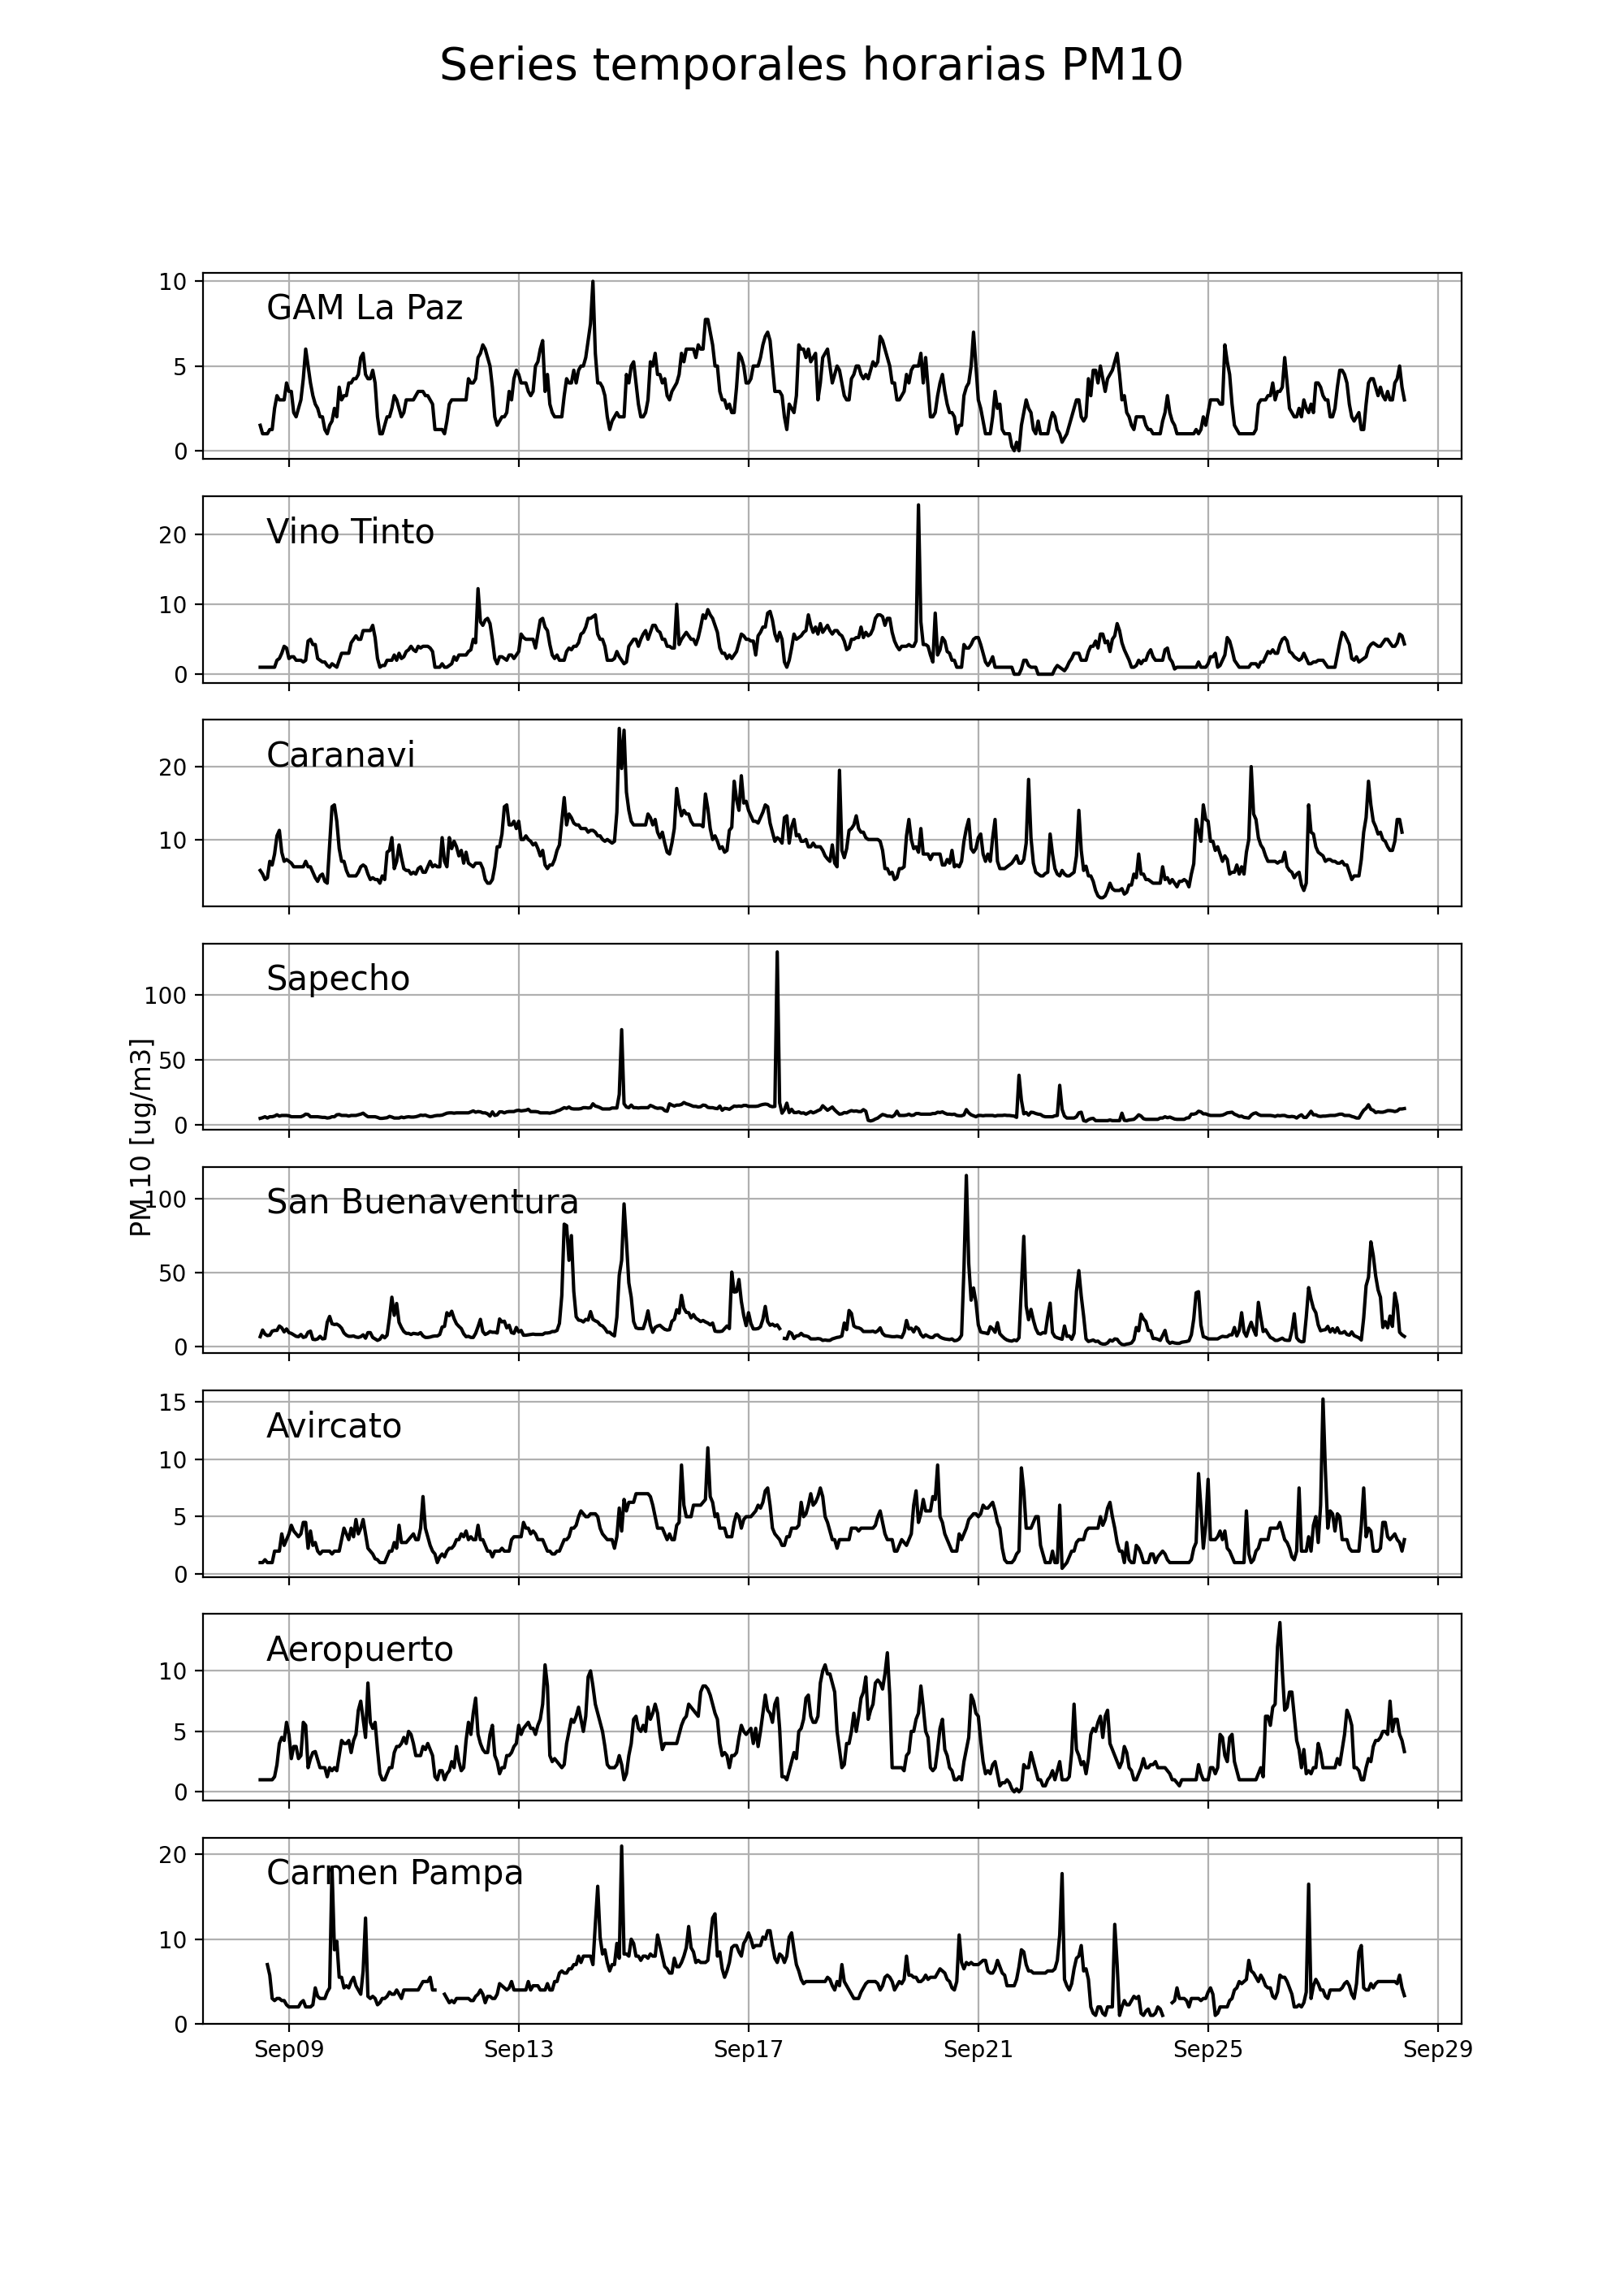 Series temporales horarias PM10
10
GAM La Paz
5
0
Vino Tinto
20
10
0
Caranavi
20
10
Sapecho
100
50
0
PM 10 [ug/m3]
San Buenaventura
100
50
0
15
Avircato
10
5
0
Aeropuerto
10
5
0
20
Carmen Pampa
10
0
Sep09 Sep13 Sep17 Sep21 Sep25 Sep29